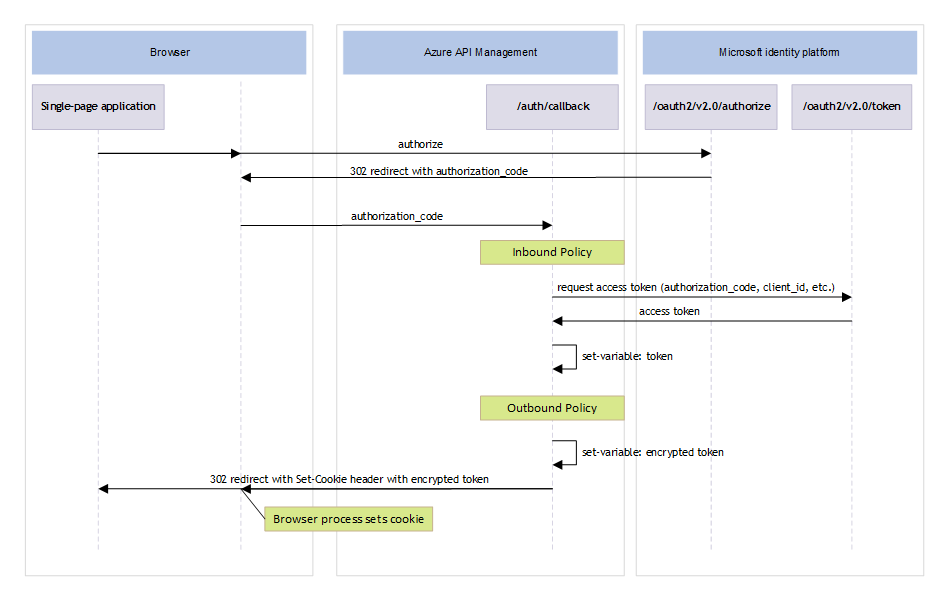 Browser
Azure API Management
Microsoft identity platform
Single-page application
/auth/callback
/oauth2/v2.0/authorize
/oauth2/v2.0/token
authorize
302 redirect with authorization_code
authorization_code
Inbound Policy
request access token (authorization_code, client_id, etc.)
access token
set-variable: token
Outbound Policy
set-variable: encrypted token
302 redirect with Set-Cookie header with encrypted token
Browser process sets cookie